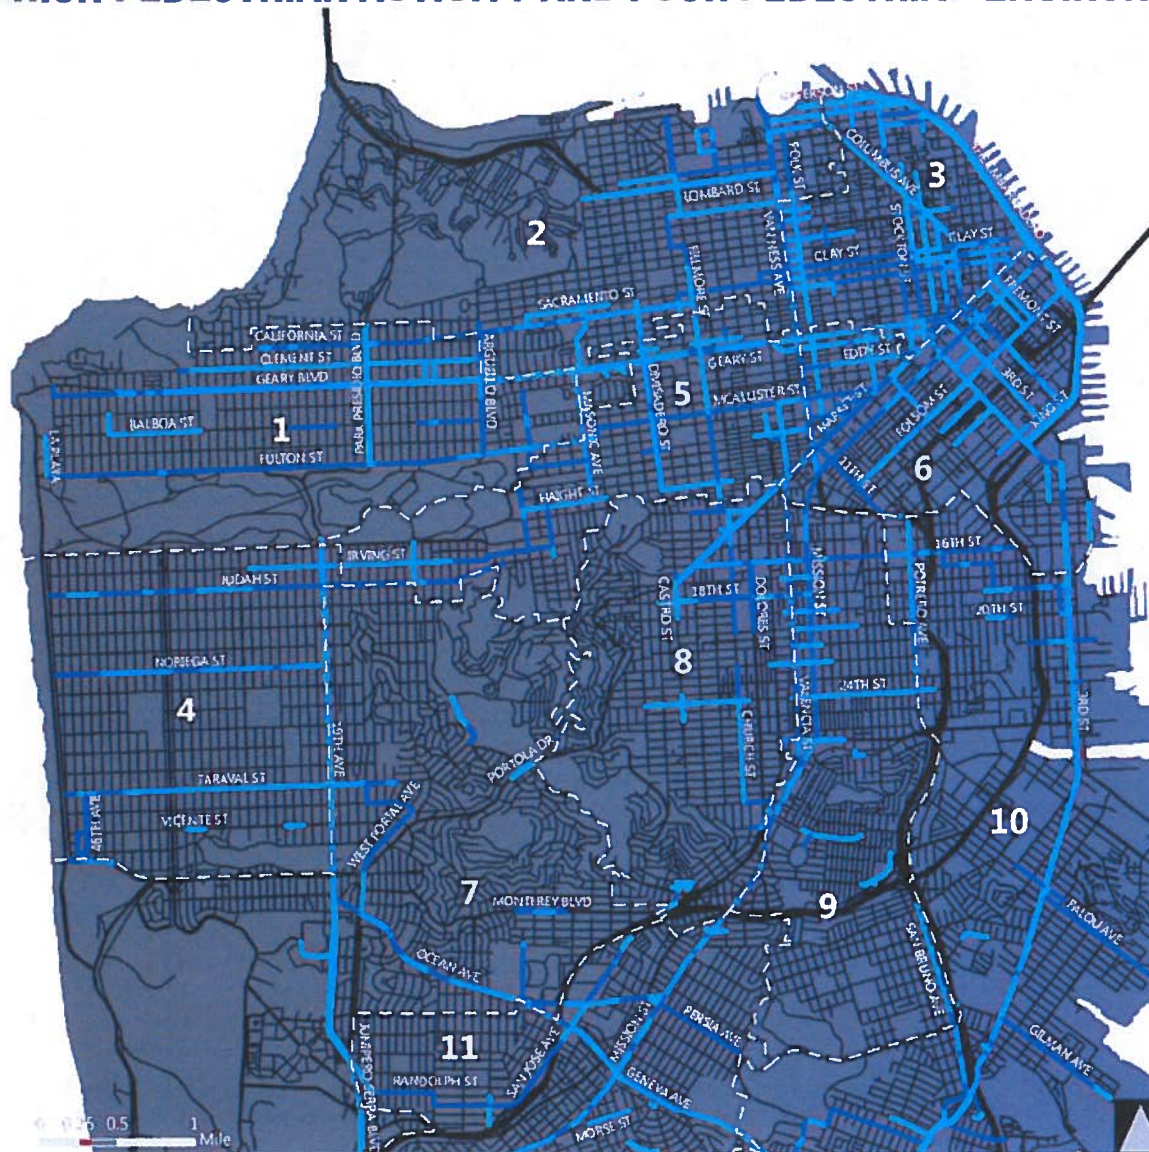 3
COLUMBUS AVE
POLK ST
LOMBARD ST
2
VAN NESS AVE
STOCKTON ST
CLAY ST
CLAY ST
FILLMORE ST
SACRAMENTO ST
FREMONT ST
CALIFORNIA ST
CLEMENT ST
GEARY BLVD
PARK PRESIDIO BLVD
ARGUELLO BLVD
GEARY ST
EDDY ST
5
DIVISADERO ST
MCALLISTER ST
3RD ST
KING ST
MASONIC AVE
MARKET ST
FOLSOM ST
BALBOA ST
1
LA PLAYA
FULTON ST
11TH ST
6
HAIGHT ST
IRVING ST
JUDAH ST
16TH ST
MISSION ST
POTRERO AVE
18TH ST
CASTRO ST
DOLORES ST
20TH ST
NORIEGA ST
8
24TH ST
4
VALENCIA ST
3RD ST
19TH AVE
CHURCH ST
PORTOLA DR
TARAVAL ST
46TH AVE
VICENTE ST
WEST PORTAL AVE
10
7
MONTEREY BLVD
9
PALOU AVE
SAN BRUNO AVE
OCEAN AVE
PERSIA AVE
MISSION ST
11
SAN JOSE AVE
GILMAN AVE
RANDOLPH ST
JUNIPERO SERRA BLVD
GENEVA AVE
MORSE ST
0.5 1
Mile